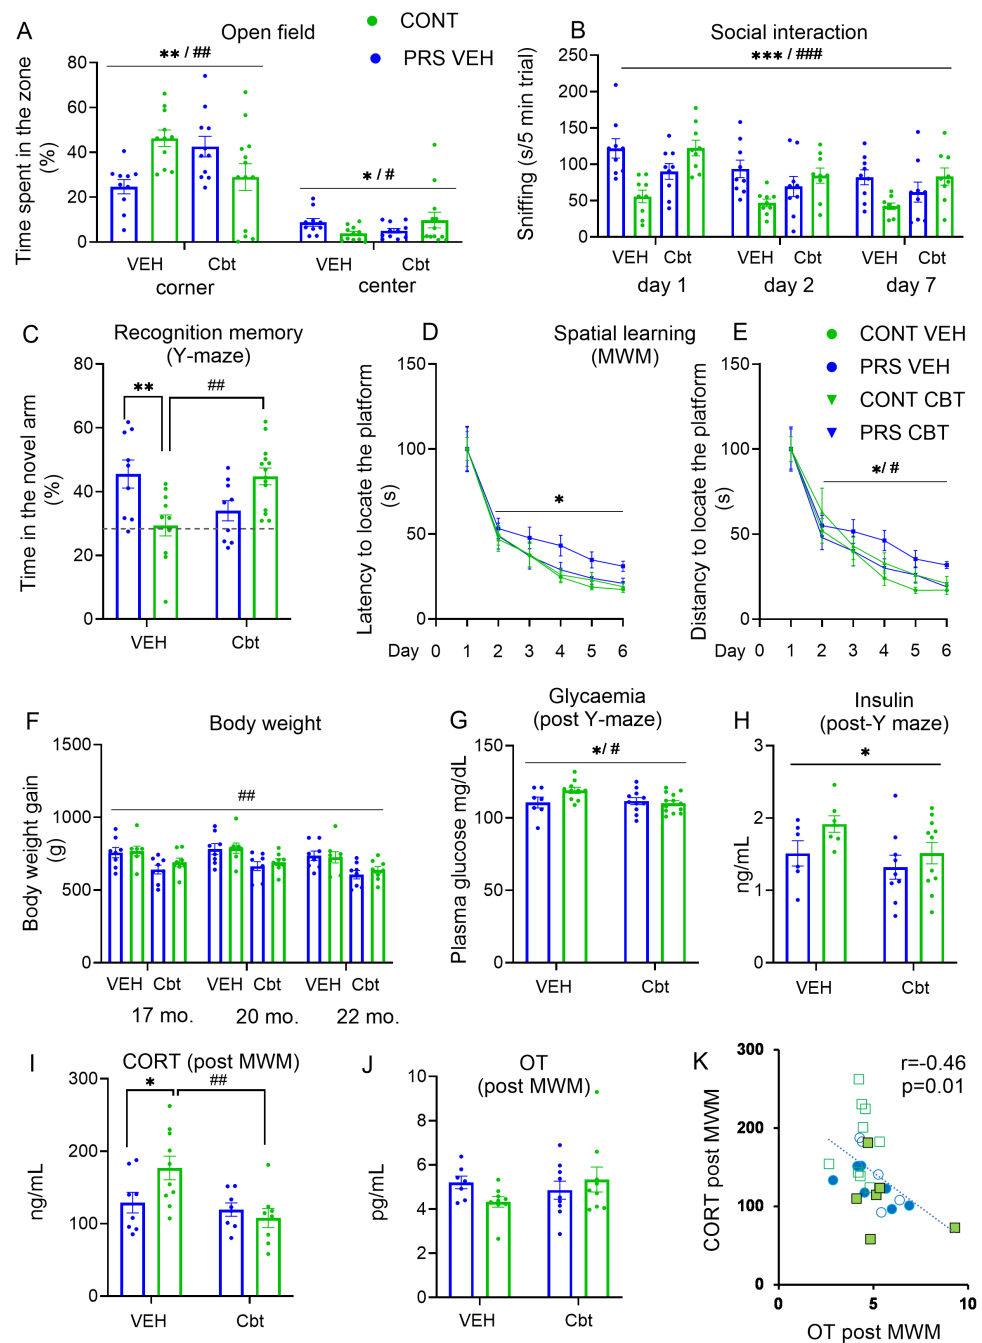 A
Open field
CONT
PRS VEH
** / ##
* / #
Time spent in the zone
(%)
80
60
40
20
0
VEH
Cbt
VEH
Cbt
corner
center
B
Social interaction
*** / ###
Sniffing (s/5 min trial)
250
200
150
100
50
0
VEH
Cbt
VEH
Cbt
VEH
Cbt
day 1
day 2
day 7
C
Recognition memory
(Y-maze)
**
##
Time in the novel arm
(%)
80
60
40
20
0
VEH
Cbt
D
Spatial learning
(MWM)
*
Latency to locate the platform
(s)
150
100
50
0
Day 0 1 2 3 4 5 6
E
CONT VEH
PRS VEH
CONT CBT
PRS CBT
*/ #
Distancy to locate the platform
(s)
150
100
50
0
Day 0 1 2 3 4 5 6
F
Body weight
##
Body weight gain
(g)
1500
1000
500
0
VEH Cbt
VEH Cbt
VEH Cbt
17 mo.
20 mo.
22 mo.
G
Glycaemia
(post Y-maze)
*/ #
Plasma glucose mg/dL
150
100
50
0
VEH
Cbt
H
Insulin
(post-Y maze)
*
ng/mL
3
2
1
0
VEH
Cbt
I
CORT (post MWM)
*
##
ng/mL
300
200
100
0
VEH
Cbt
J
OT
(post MWM)
pg/mL
10
8
6
4
2
0
VEH
Cbt
K
r=-0.46
p=0.01
CORT post MWM
300
200
100
0
0
5
10
OT post MWM